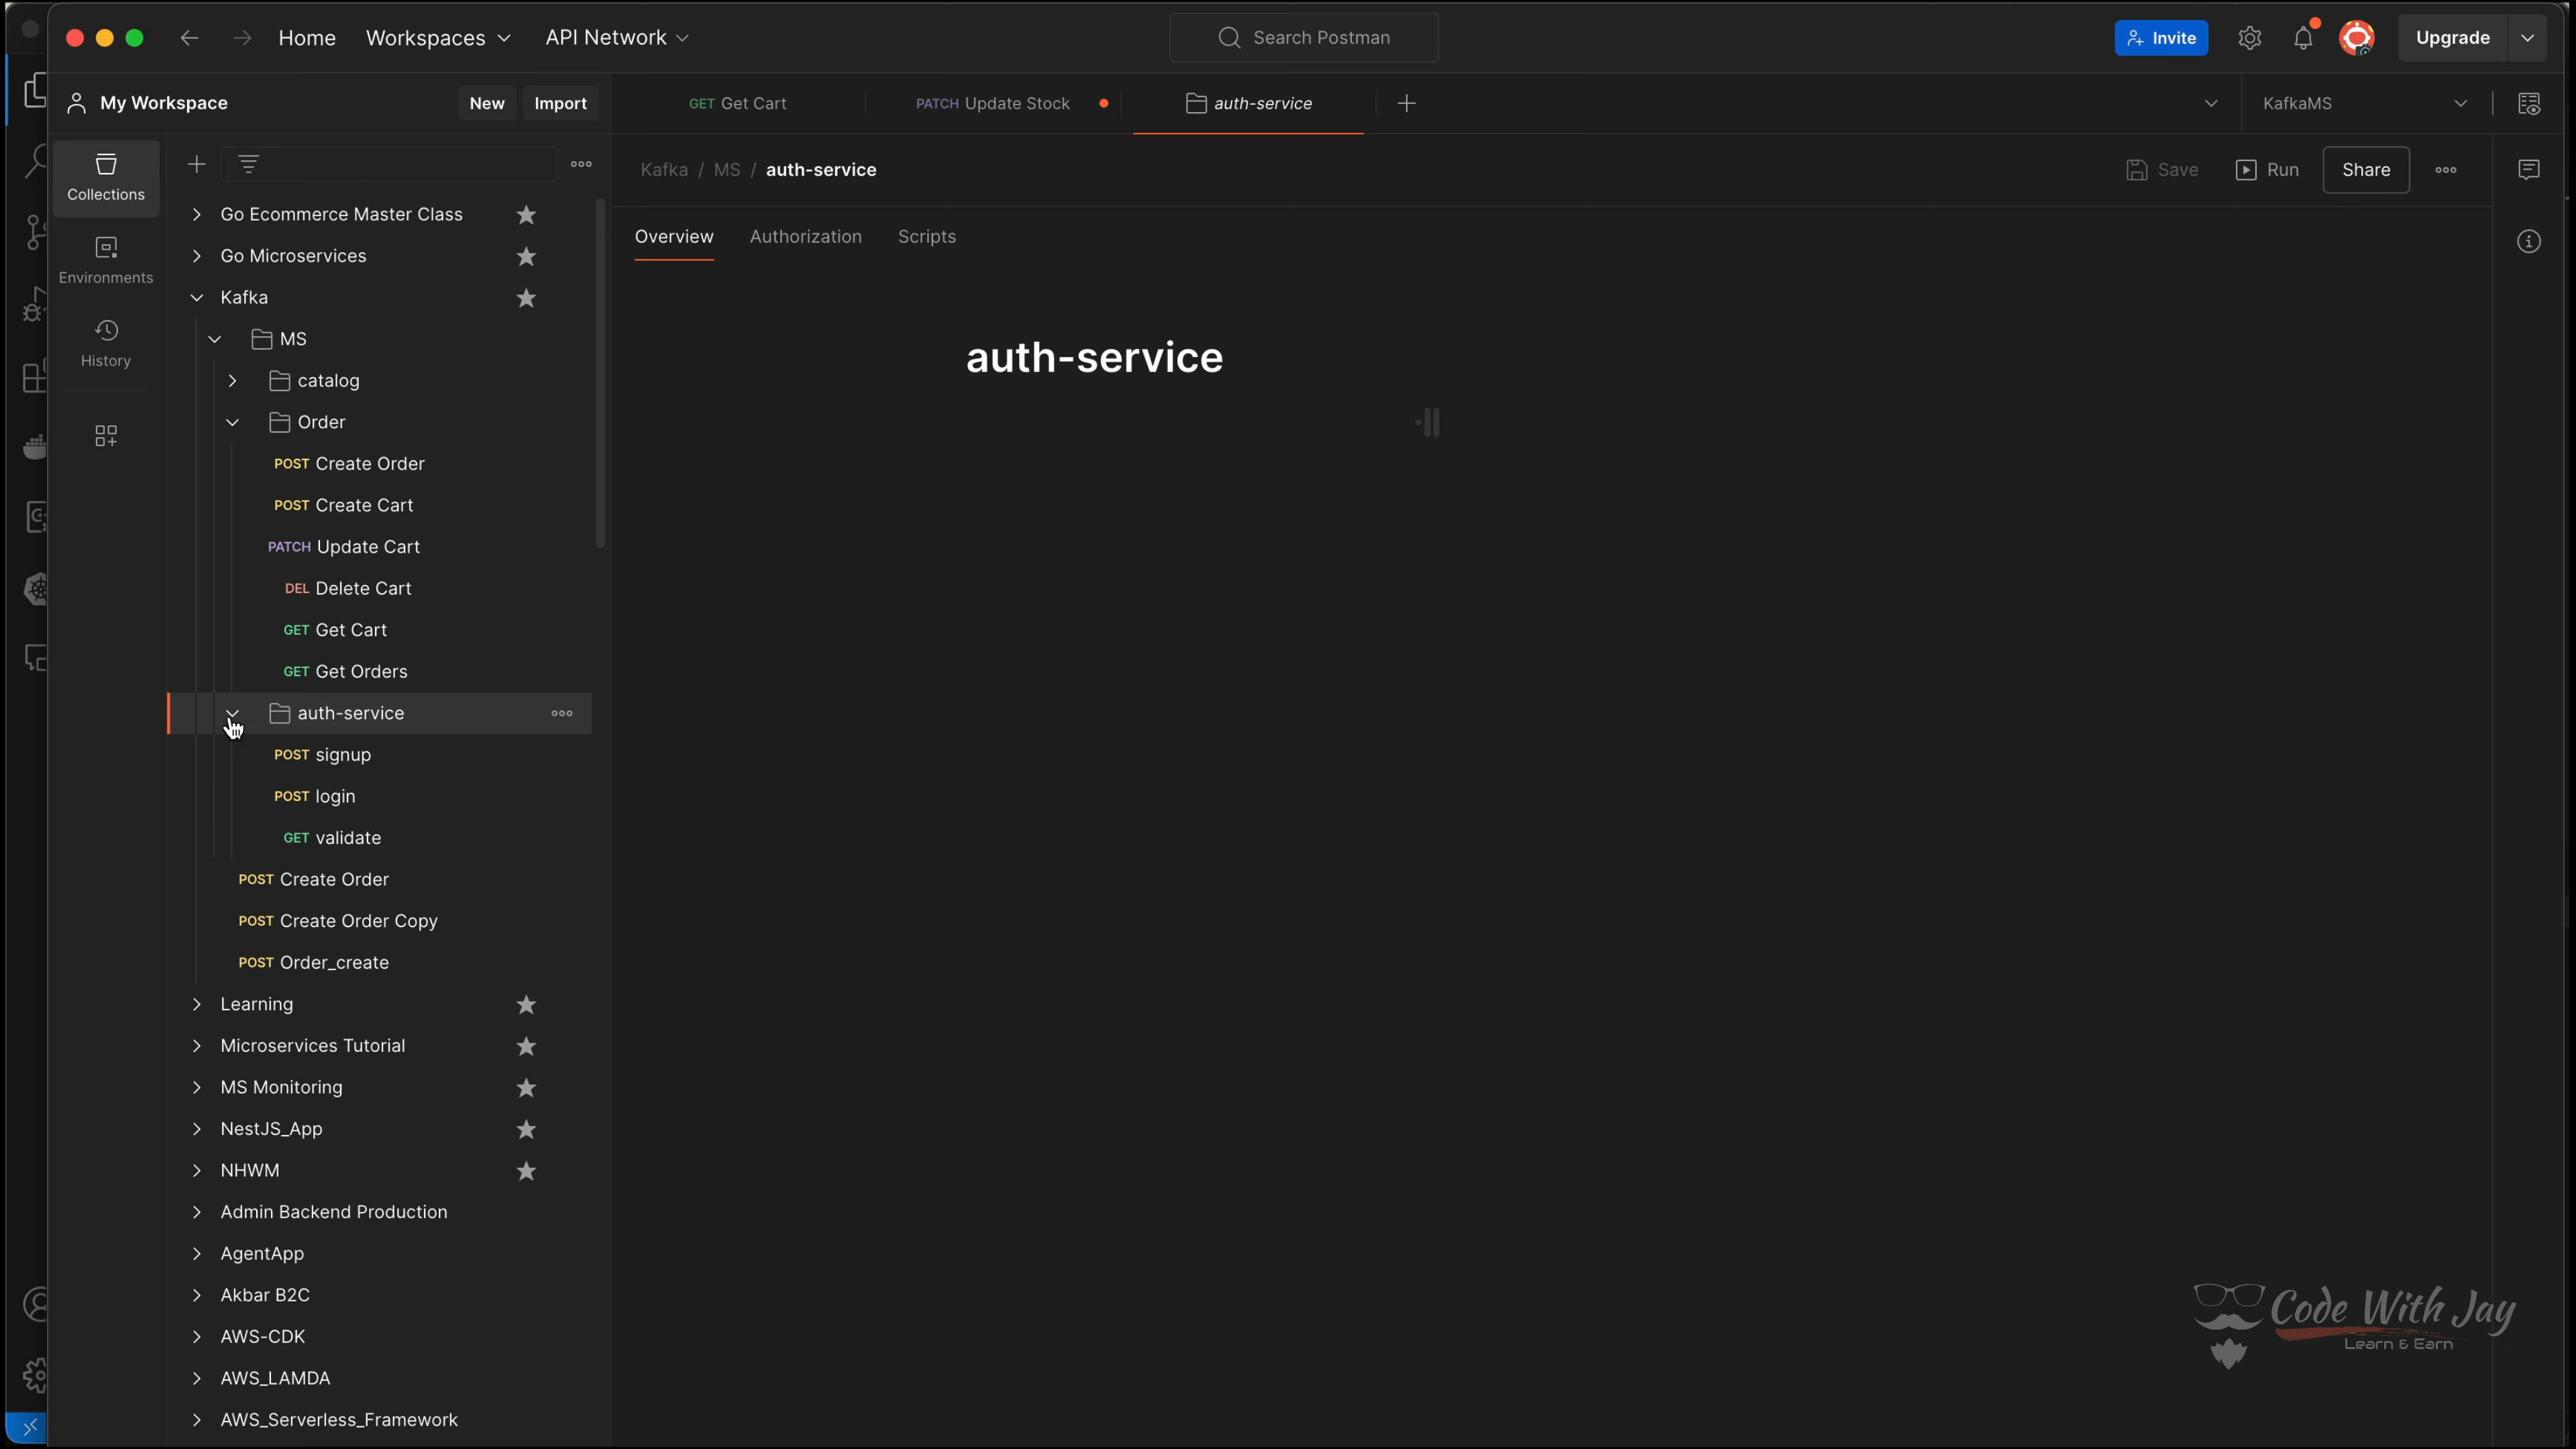 Home Workspaces API Network Search Postman Invite Upgrade
My Workspace New Import GET Get Cart PATCH Update Stock auth-service KafkaMS
Collections
Environments
History
Go Ecommerce Master Class
Go Microservices
Kafka
MS
catalog
Order
POST Create Order
POST Create Cart
PATCH Update Cart
DEL Delete Cart
GET Get Cart
GET Get Orders
auth-service
POST signup
POST login
GET validate
POST Create Order
POST Create Order Copy
POST Order_create
Learning
Microservices Tutorial
MS Monitoring
NestJS_App
NHWM
Admin Backend Production
AgentApp
Akbar B2C
AWS-CDK
AWS_LAMDA
AWS_Serverless_Framework
Kafka / MS / auth-service Save Run Share
Overview Authorization Scripts
auth-service
Code With Jay
Learn & Earn